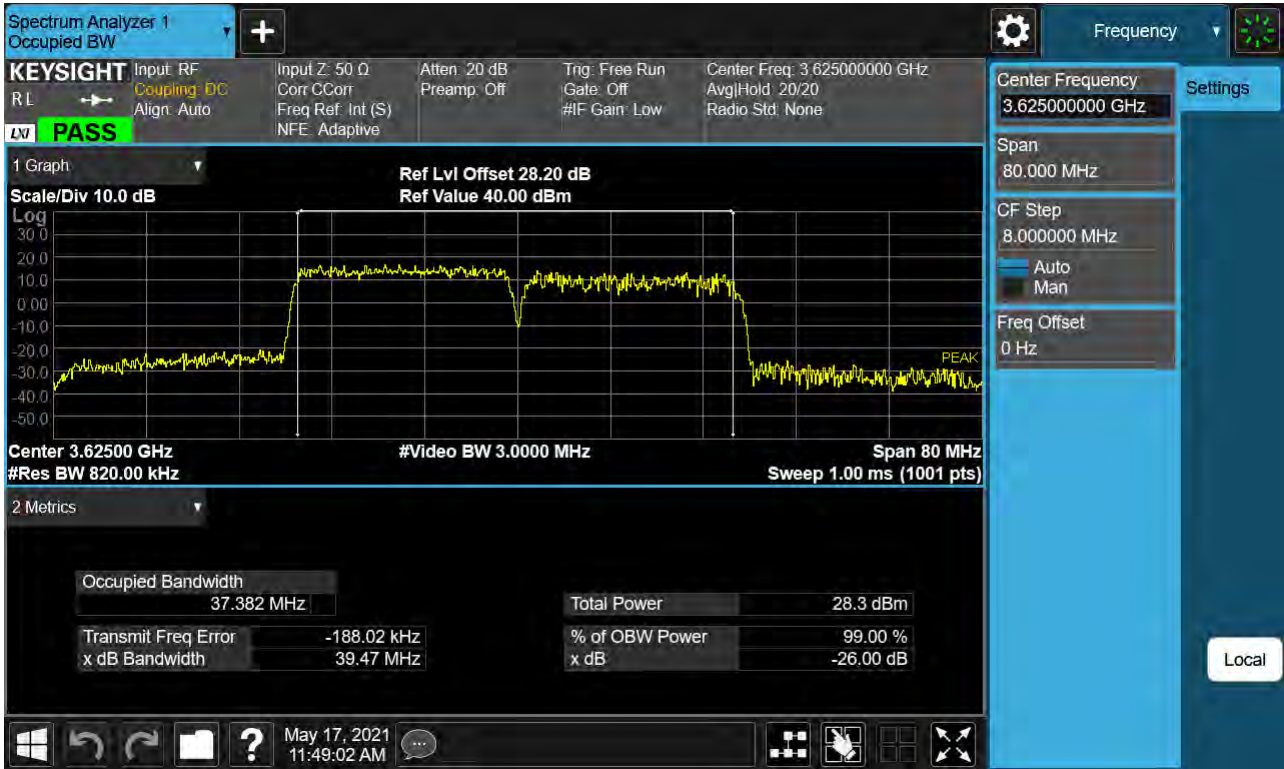 Spectrum Analyzer 1
Occupied BW
Frequency
KEYSIGHT
RL
LXI
PASS
Input: RF
Coupling: DC
Align: Auto
Input Z: 50 Ω
Corr CCorr
Freq Ref: Int (S)
NFE: Adaptive
Atten: 20 dB
Preamp: Off
Trig: Free Run
Gate: Off
#IF Gain: Low
Center Freq: 3.625000000 GHz
Avg|Hold: 20/20
Radio Std: None
Center Frequency
3.625000000 GHz
Settings
Span
80.000 MHz
CF Step
8.000000 MHz
Auto
Man
Freq Offset
0 Hz
Local
1 Graph
Scale/Div 10.0 dB
Ref Lvl Offset 28.20 dB
Ref Value 40.00 dBm
Log
30.0
20.0
10.0
0.00
-10.0
-20.0
-30.0
-40.0
-50.0
PEAK
Center 3.62500 GHz
#Video BW 3.0000 MHz
Span 80 MHz
#Res BW 820.00 kHz
Sweep 1.00 ms (1001 pts)
2 Metrics
Occupied Bandwidth
37.382 MHz
Total Power 28.3 dBm
Transmit Freq Error -188.02 kHz
% of OBW Power 99.00 %
x dB Bandwidth 39.47 MHz
x dB -26.00 dB
?
May 17, 2021
11:49:02 AM